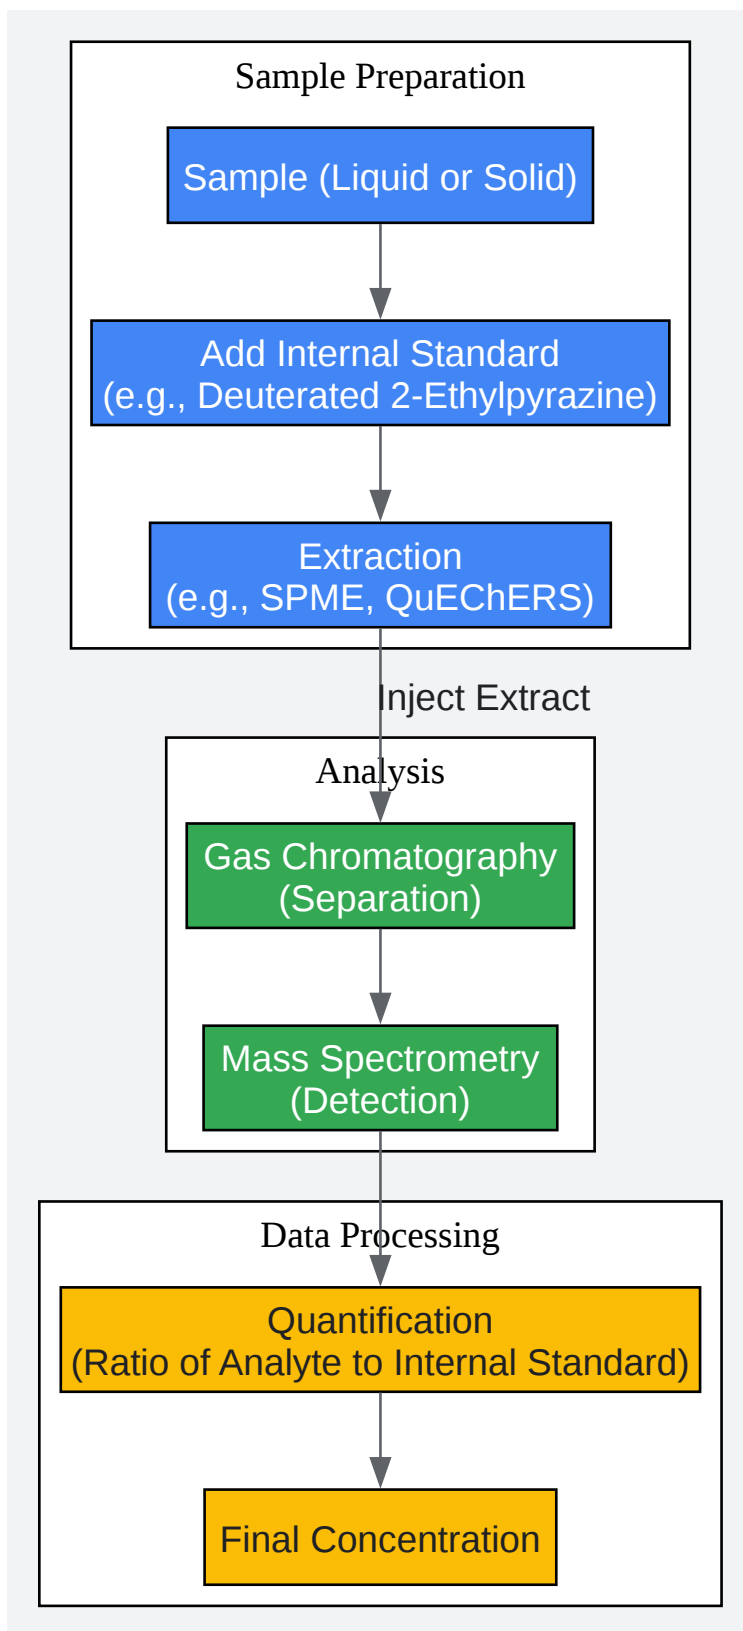 Sample Preparation
Sample (Liquid or Solid)
Add Internal Standard
(e.g., Deuterated 2-Ethylpyrazine)
Extraction
(e.g., SPME, QuEChERS)
Inject Extract
Analysis
Gas Chromatography
(Separation)
Mass Spectrometry
(Detection)
Data Processing
Quantification
(Ratio of Analyte to Internal Standard)
Final Concentration